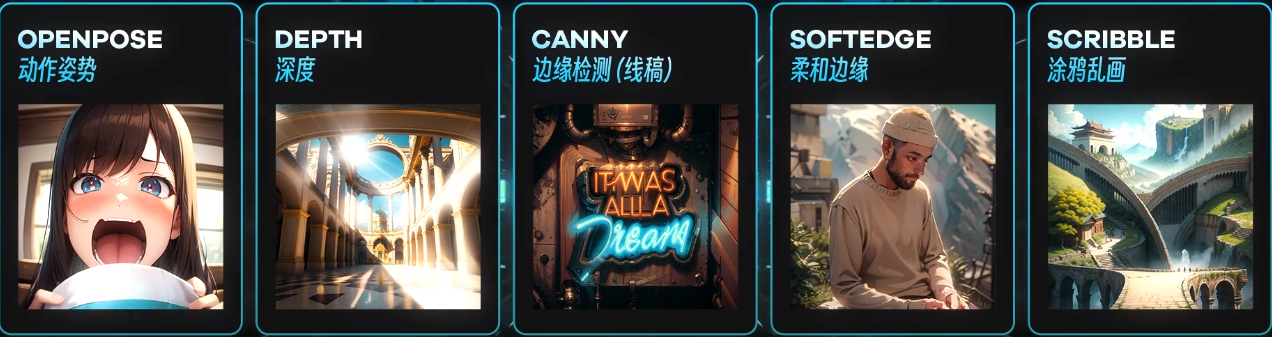 OPENPOSE
动作姿势
DEPTH
深度
CANNY
边缘检测 (线稿)
IT WAS
ALL A
Dream
SOFTEDGE
柔和边缘
SCRIBBLE
涂鸦乱画